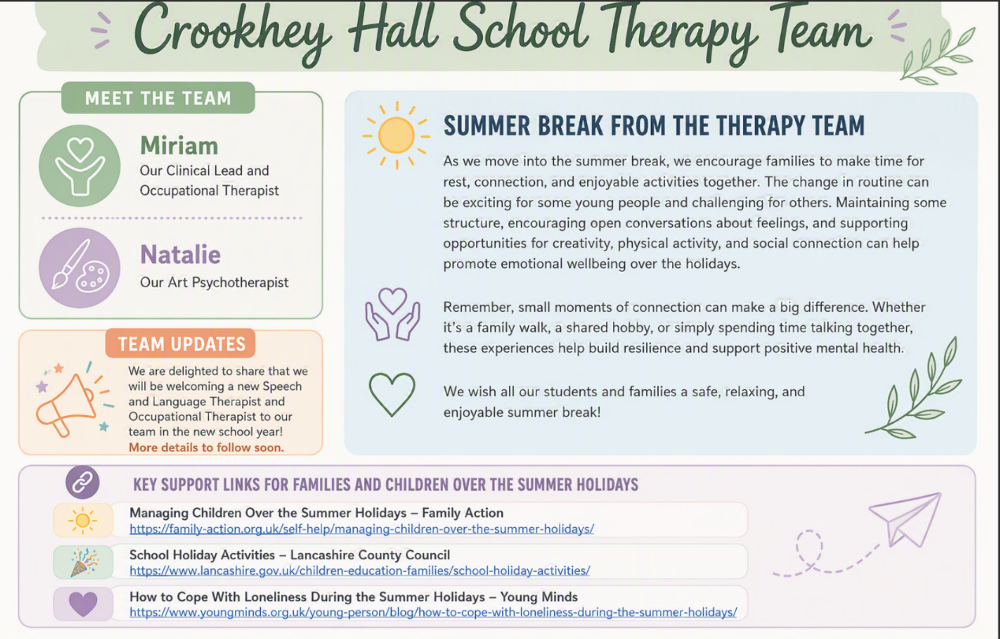 Crookhey Hall School Therapy Team
MEET THE TEAM
Miriam
Our Clinical Lead and
Occupational Therapist
Natalie
Our Art Psychotherapist
TEAM UPDATES
We are delighted to share that we
will be welcoming a new Speech
and Language Therapist and
Occupational Therapist to our
team in the new school year!
More details to follow soon.
SUMMER BREAK FROM THE THERAPY TEAM
As we move into the summer break, we encourage families to make time for
rest, connection, and enjoyable activities together. The change in routine can
be exciting for some young people and challenging for others. Maintaining some
structure, encouraging open conversations about feelings, and supporting
opportunities for creativity, physical activity, and social connection can help
promote emotional wellbeing over the holidays.
Remember, small moments of connection can make a big difference. Whether
it's a family walk, a shared hobby, or simply spending time talking together,
these experiences help build resilience and support positive mental health.
We wish all our students and families a safe, relaxing, and
enjoyable summer break!
KEY SUPPORT LINKS FOR FAMILIES AND CHILDREN OVER THE SUMMER HOLIDAYS
Managing Children Over the Summer Holidays – Family Action
https://family-action.org.uk/self-help/managing-children-over-the-summer-holidays/
School Holiday Activities – Lancashire County Council
https://www.lancashire.gov.uk/children-education-families/school-holiday-activities/
How to Cope With Loneliness During the Summer Holidays – Young Minds
https://www.youngminds.org.uk/young-person/blog/how-to-cope-with-loneliness-during-the-summer-holidays/